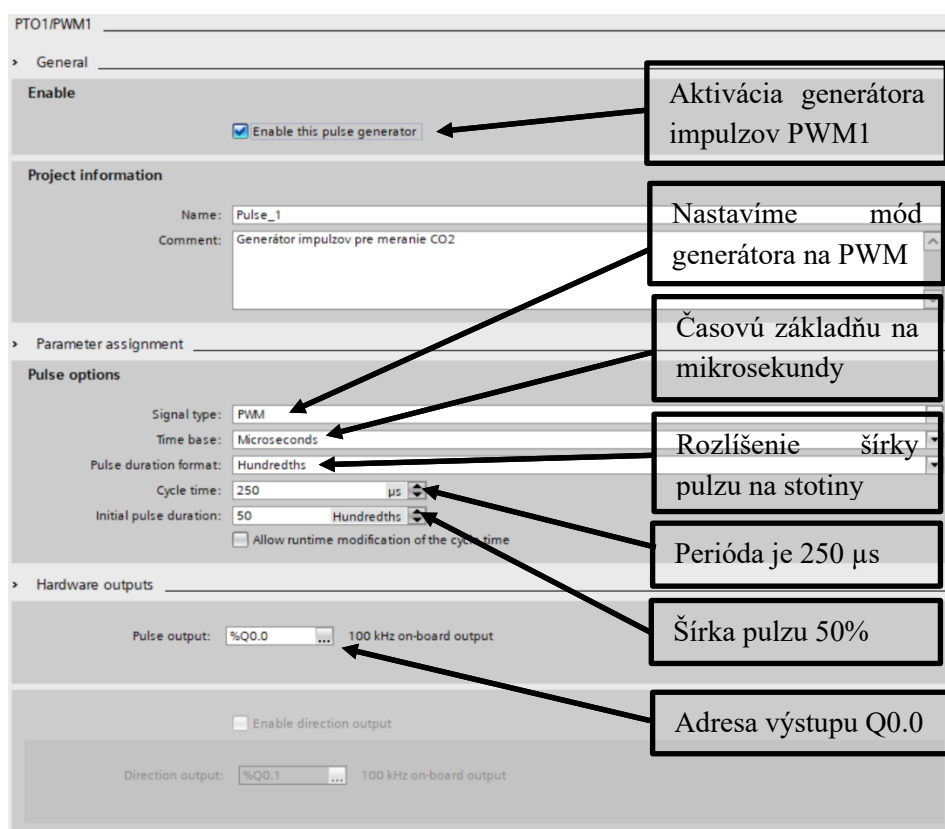 PTO1/PWM1
General
Enable
Enable this pulse generator
Aktivácia generátora
impulzov PWM1
Project information
Name: Pulse_1
Comment: Generátor impulzov pre meranie CO2
Nastavíme mód
generátora na PWM
Časovú základňu na
mikrosekundy
Parameter assignment
Pulse options
Signal type: PWM
Time base: Microseconds
Pulse duration format: Hundredths
Cycle time: 250 µs
Initial pulse duration: 50 Hundredths
Allow runtime modification of the cycle time
Rozlíšenie šírky
pulzu na stotiny
Perióda je 250 µs
Šírka pulzu 50%
Hardware outputs
Pulse output: %Q0.0 ... 100 kHz on-board output
Adresa výstupu Q0.0
Enable direction output
Direction output: %Q0.1 ... 100 kHz on-board output